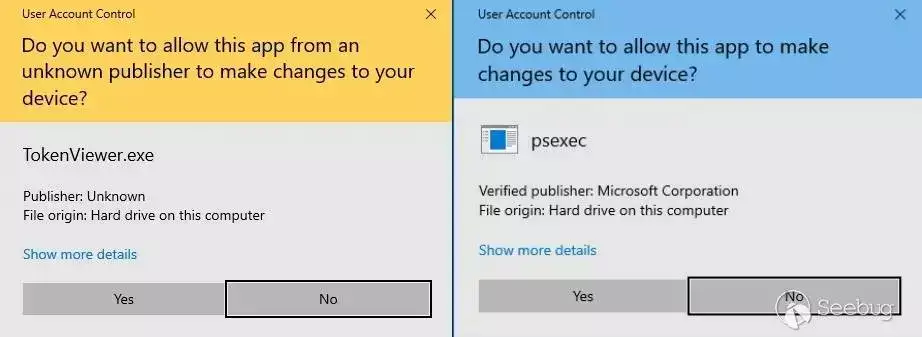 User Account Control
Do you want to allow this app from an
unknown publisher to make changes to your
device?
TokenViewer.exe
Publisher: Unknown
File origin: Hard drive on this computer
Show more details
Yes
No
User Account Control
Do you want to allow this app to make
changes to your device?
psexec
Verified publisher: Microsoft Corporation
File origin: Hard drive on this computer
Show more details
Yes
No
Seebug